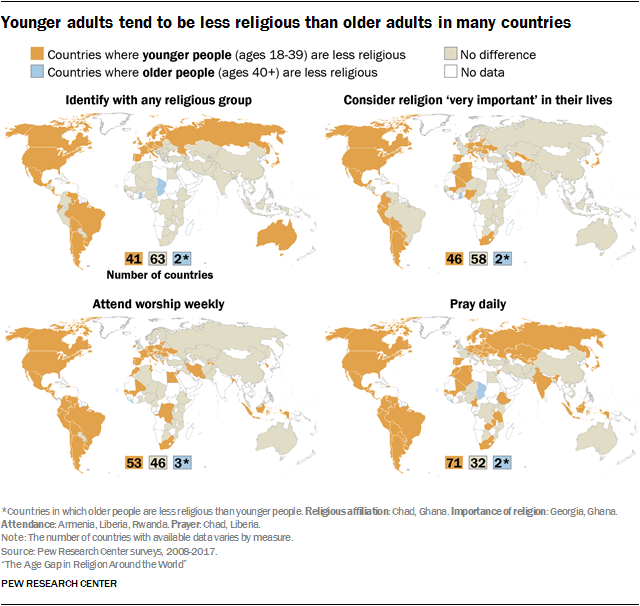 Younger adults tend to be less religious than older adults in many countries
Countries where younger people (ages 18-39) are less religious
No difference
Countries where older people (ages 40+) are less religious
No data
Identify with any religious group
Consider religion ‘very important’ in their lives
41 63 2*
Number of countries
46 58 2*
Attend worship weekly
Pray daily
53 46 3*
71 32 2*
*Countries in which older people are less religious than younger people. Religious affiliation: Chad, Ghana. Importance of religion: Georgia, Ghana.
Attendance: Armenia, Liberia, Rwanda. Prayer: Chad, Liberia.
Note: The number of countries with available data varies by measure.
Source: Pew Research Center surveys, 2008-2017.
“The Age Gap in Religion Around the World”
PEW RESEARCH CENTER